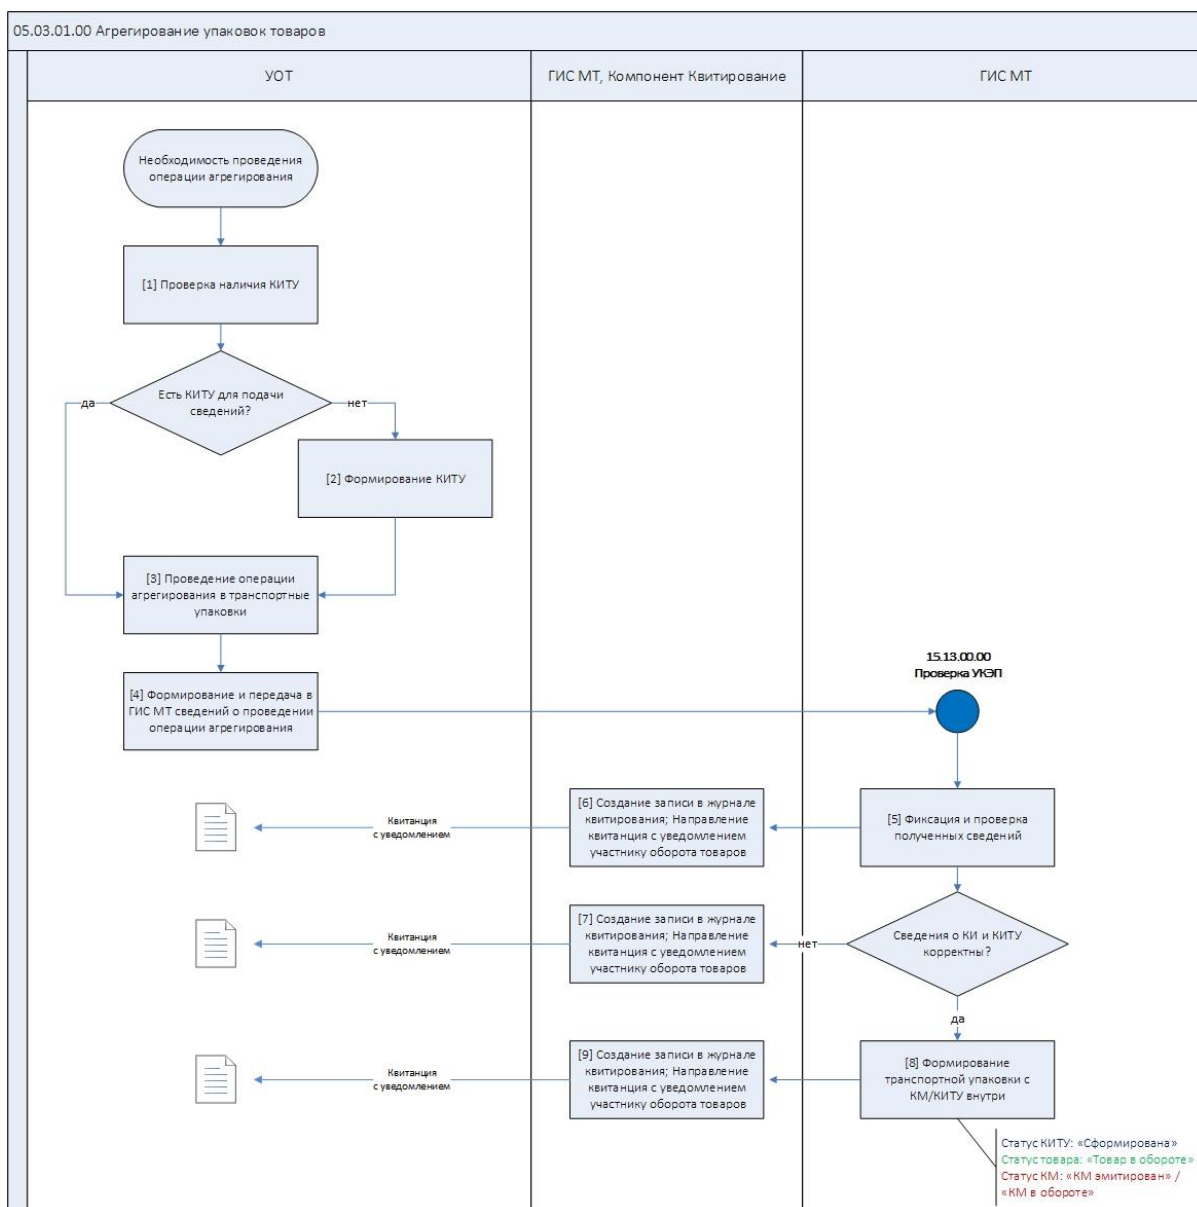 05.03.01.00 Агрегирование упаковок товаров
УОТ
ГИС МТ, Компонент Квитирование
ГИС МТ
Необходимость проведения
операции агрегирования
[1] Проверка наличия КИТУ
Есть КИТУ для подачи
сведений?
да
нет
[2] Формирование КИТУ
[3] Проведение операции
агрегирования в транспортные
упаковки
[4] Формирование и передача в
ГИС МТ сведений о проведении
операции агрегирования
15.13.00.00
Проверка УКЭП
[5] Фиксация и проверка
полученных сведений
[6] Создание записи в журнале
квитирования; Направление
квитанция с уведомлением
участнику оборота товаров
Квитанция
с уведомлением
Сведения о КИ и КИТУ
корректны?
нет
[7] Создание записи в журнале
квитирования; Направление
квитанция с уведомлением
участнику оборота товаров
Квитанция
с уведомлением
да
[8] Формирование
транспортной упаковки с
КМ/КИТУ внутри
[9] Создание записи в журнале
квитирования; Направление
квитанция с уведомлением
участнику оборота товаров
Квитанция
с уведомлением
Статус КИТУ: «Сформирована»
Статус товара: «Товар в обороте»
Статус КМ: «КМ эмитирован» /
«КМ в обороте»